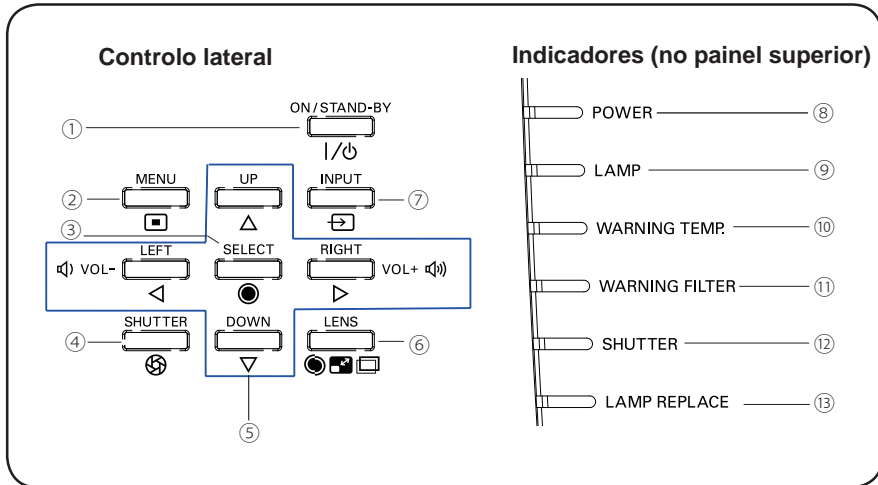 Controlo lateral
ON/STAND-BY
①
MENU
UP
INPUT
②
⑦
③
LEFT
SELECT
RIGHT
VOL-
VOL+
SHUTTER
DOWN
LENS
④
⑥
⑤
Indicadores (no painel superior)
POWER ⑧
LAMP ⑨
WARNING TEMP. ⑩
WARNING FILTER ⑪
SHUTTER ⑫
LAMP REPLACE ⑬